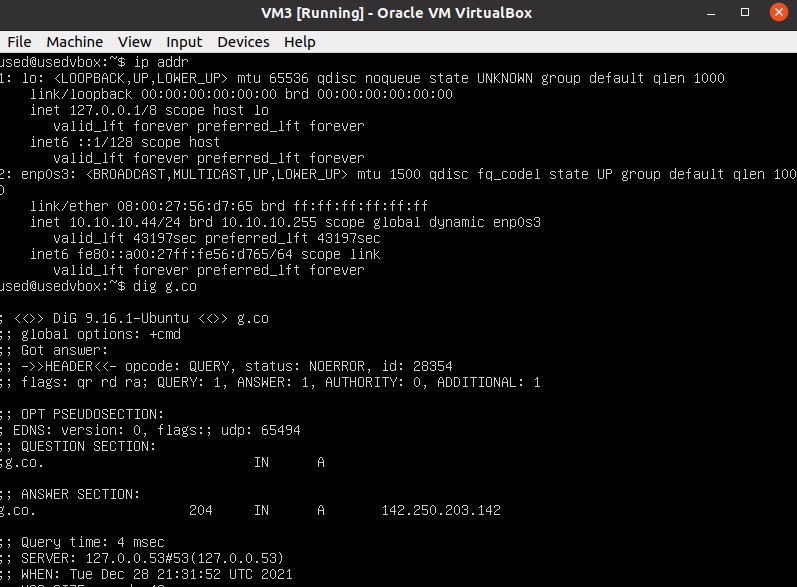 VM3 [Running] - Oracle VM VirtualBox
File Machine View Input Devices Help
used@usedvbox:~$ ip addr
1: lo: <LOOPBACK,UP,LOWER_UP> mtu 65536 qdisc noqueue state UNKNOWN group default qlen 1000
    link/loopback 00:00:00:00:00:00 brd 00:00:00:00:00:00
    inet 127.0.0.1/8 scope host lo
       valid_lft forever preferred_lft forever
    inet6 ::1/128 scope host
       valid_lft forever preferred_lft forever
2: enp0s3: <BROADCAST,MULTICAST,UP,LOWER_UP> mtu 1500 qdisc fq_codel state UP group default qlen 100
0
    link/ether 08:00:27:56:d7:65 brd ff:ff:ff:ff:ff:ff
    inet 10.10.10.44/24 brd 10.10.10.255 scope global dynamic enp0s3
       valid_lft 43197sec preferred_lft 43197sec
    inet6 fe80::a00:27ff:fe56:d765/64 scope link
       valid_lft forever preferred_lft forever
used@usedvbox:~$ dig g.co
; <<>> DiG 9.16.1-Ubuntu <<>> g.co
;; global options: +cmd
;; Got answer:
;; ->>HEADER<<- opcode: QUERY, status: NOERROR, id: 28354
;; flags: qr rd ra; QUERY: 1, ANSWER: 1, AUTHORITY: 0, ADDITIONAL: 1
;; OPT PSEUDOSECTION:
; EDNS: version: 0, flags:; udp: 65494
;; QUESTION SECTION:
;g.co. IN A
;; ANSWER SECTION:
g.co. 204 IN A 142.250.203.142
;; Query time: 4 msec
;; SERVER: 127.0.0.53#53(127.0.0.53)
;; WHEN: Tue Dec 28 21:31:52 UTC 2021